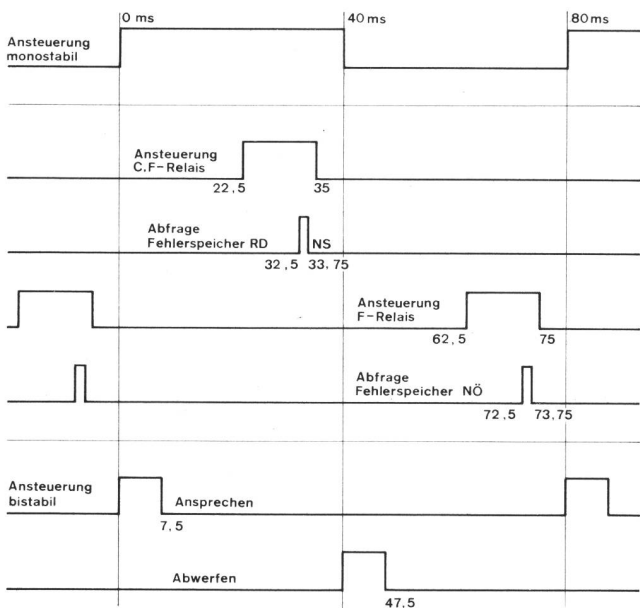 0 ms
40 ms
80 ms
Ansteuerung
monostabil
Ansteuerung
C,F-Relais
22,5
35
Abfrage
Fehlerspeicher RD
NS
32,5
33,75
Ansteuerung
F-Relais
62,5
75
Abfrage
Fehlerspeicher NÖ
72,5
73,75
Ansteuerung
bistabil
Ansprechen
7,5
Abwerfen
47,5